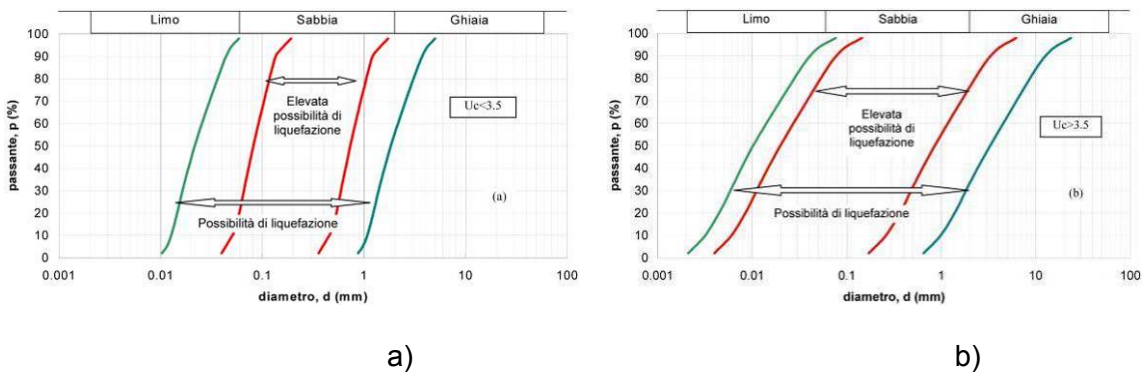 Limo Sabbia Ghiaia
passante, p (%)
100
90
80
70
60
50
40
30
20
10
0
Elevata
possibilità di
liquefazione
Uc<3.5
(a)
Possibilità di liquefazione
0.001 0.01 0.1 1 10 100
diametro, d (mm)
a)
Limo Sabbia Ghiaia
passante, p (%)
100
90
80
70
60
50
40
30
20
10
0
Elevata
possibilità di
liquefazione
Uc>3.5
(b)
Possibilità di liquefazione
0.001 0.01 0.1 1 10 100
diametro, d (mm)
b)